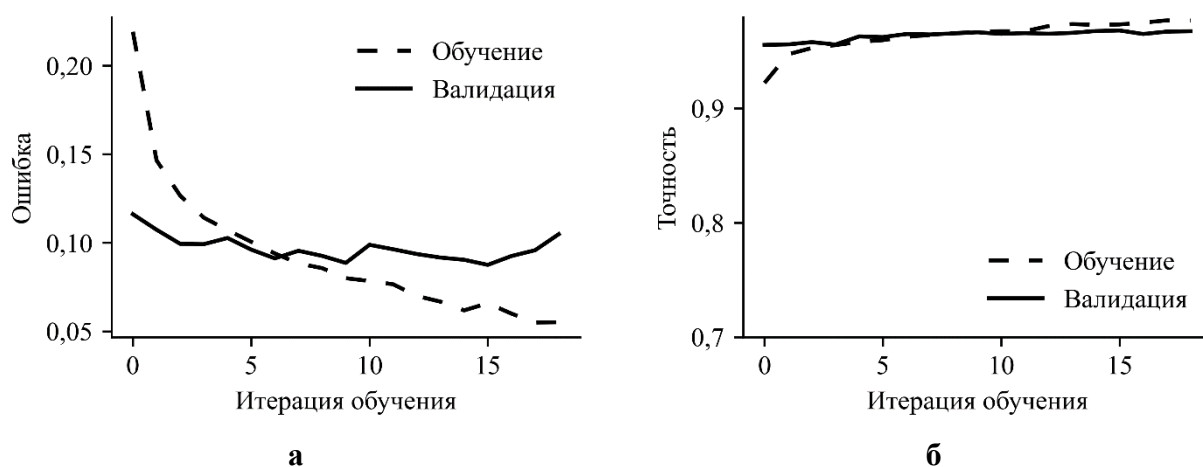 Ошибка
0,20
0,15
0,10
0,05
0
5
10
15
Итерация обучения
Обучение
Валидация
а
Точность
0,9
0,8
0,7
0
5
10
15
Итерация обучения
Обучение
Валидация
б